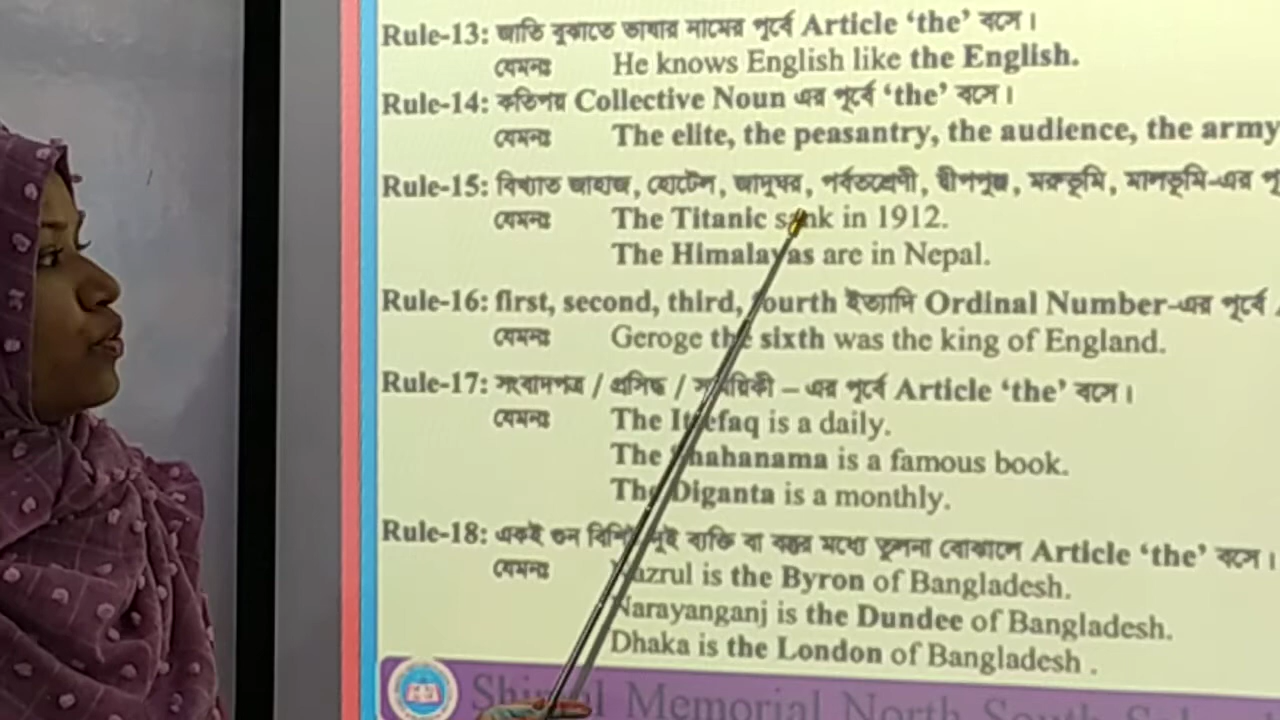 Rule-13: জাতি বুঝাতে ভাষার নামের পূর্বে Article ‘the’ বসে।
যেমনঃ He knows English like the English.
Rule-14: কতিপয় Collective Noun এর পূর্বে ‘the’ বসে।
যেমনঃ The elite, the peasantry, the audience, the army
Rule-15: বিখ্যাত জাহাজ, হোটেল, জাদুঘর, পর্বতশ্রেণী, দ্বীপপুঞ্জ, মরুভূমি, মালভূমি-এর
যেমনঃ The Titanic sank in 1912.
The Himalayas are in Nepal.
Rule-16: first, second, third, fourth ইত্যাদি Ordinal Number-এর পূর্বে
যেমনঃ Geroge the sixth was the king of England.
Rule-17: সংবাদপত্র / প্রসিদ্ধ / সাময়িকী – এর পূর্বে Article ‘the’ বসে।
যেমনঃ The Ittefaq is a daily.
The Shahanama is a famous book.
The Diganta is a monthly.
Rule-18: একই গুন বিশিষ্ট দুই ব্যক্তি বা বস্তুর মধ্যে তুলনা বোঝালে Article ‘the’ বসে।
যেমনঃ Nazrul is the Byron of Bangladesh.
Narayanganj is the Dundee of Bangladesh.
Dhaka is the London of Bangladesh .
Memorial North South